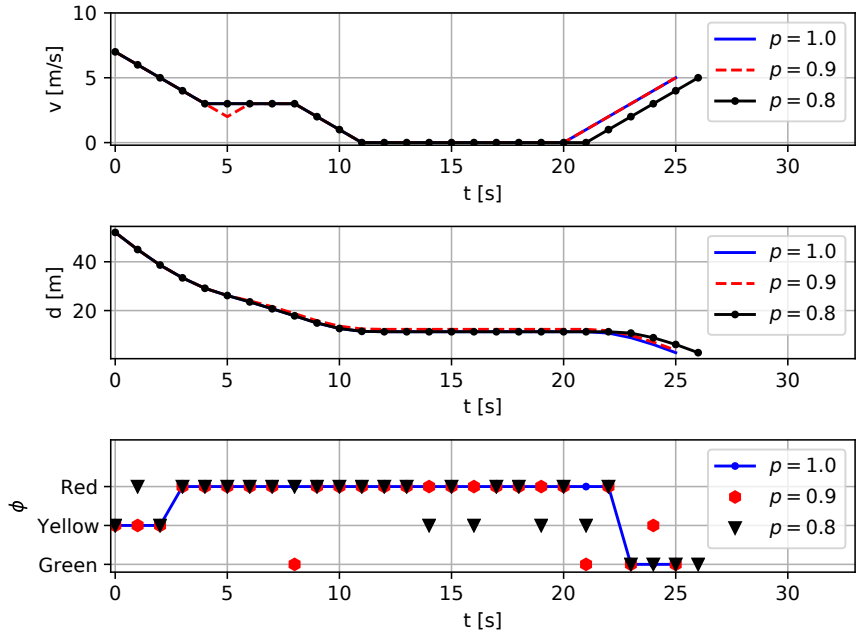 10
5
0
v [m/s]
p = 1.0
p = 0.9
p = 0.8
0 5 10 15 20 25 30
t [s]
40
20
d [m]
p = 1.0
p = 0.9
p = 0.8
0 5 10 15 20 25 30
t [s]
Red
Yellow
Green
ϕ
p = 1.0
p = 0.9
p = 0.8
0 5 10 15 20 25 30
t [s]